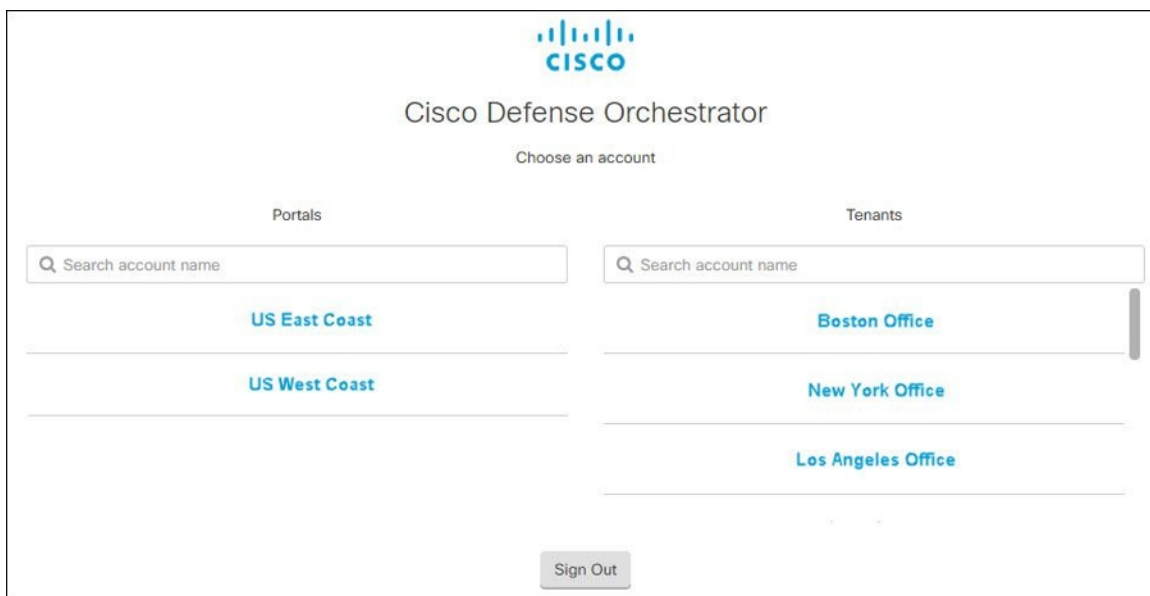 CISCO
Cisco Defense Orchestrator
Choose an account
Portals
Tenants
Search account name
Search account name
US East Coast
Boston Office
US West Coast
New York Office
Los Angeles Office
Sign Out